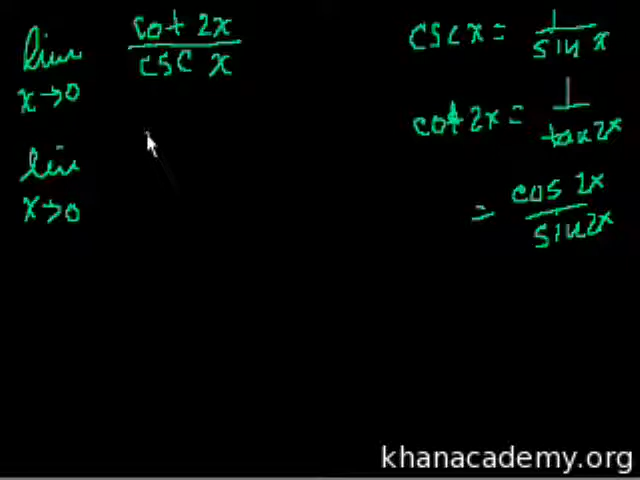 lim cot 2x / csc x
x→0
csc x = 1 / sin x
cot 2x = 1 / tan 2x
= cos 2x / sin 2x
lim
x→0
khanacademy.org